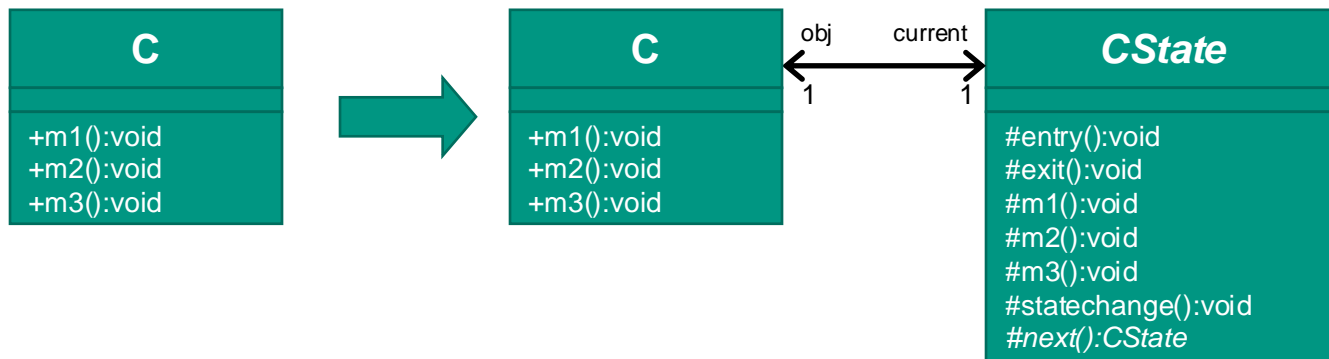 C
+m1():void
+m2():void
+m3():void
C
+m1():void
+m2():void
+m3():void
obj
current
1
1
CState
#entry():void
#exit():void
#m1():void
#m2():void
#m3():void
#statechange():void
#next():CState